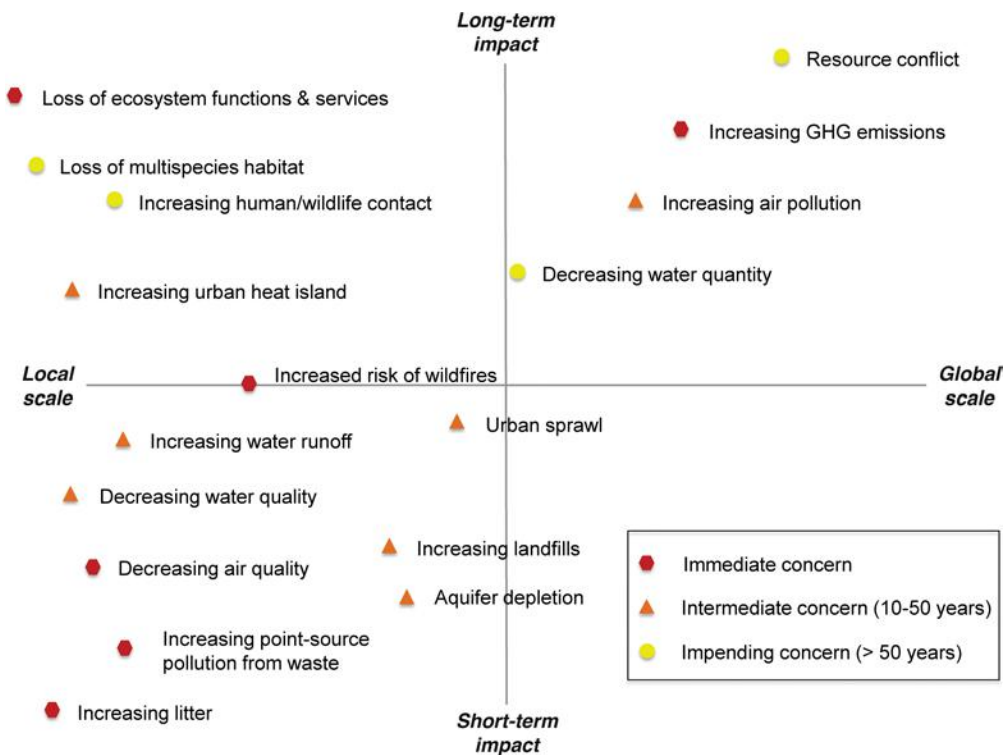 Long-term
impact
Resource conflict
Loss of ecosystem functions & services
Increasing GHG emissions
Loss of multispecies habitat
Increasing human/wildlife contact
Increasing air pollution
Decreasing water quantity
Increasing urban heat island
Local
scale
Increased risk of wildfires
Global
scale
Urban sprawl
Increasing water runoff
Decreasing water quality
Increasing landfills
Decreasing air quality
Aquifer depletion
Increasing point-source
pollution from waste
Increasing litter
Short-term
impact
Immediate concern
Intermediate concern (10-50 years)
Impending concern (> 50 years)